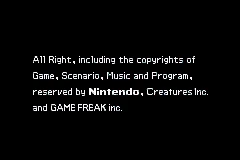 All Right, including the copyrights of
Game, Scenario, Music and Program,
reserved by Nintendo, Creatures Inc.
and GAME FREAK inc.